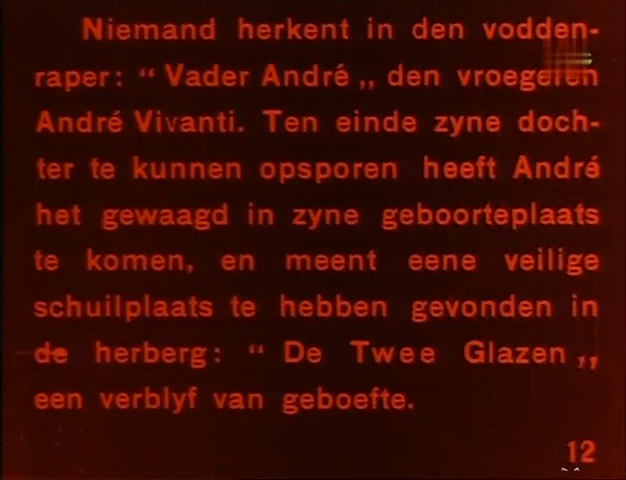 Niemand herkent in den vodden-
raper: “ Vader André „ den vroegeren
André Vivanti. Ten einde zyne doch-
ter te kunnen opsporen heeft André
het gewaagd in zyne geboorteplaats
te komen, en meent eene veilige
schuilplaats te hebben gevonden in
de herberg: “ De Twee Glazen „
een verblyf van geboefte.
12